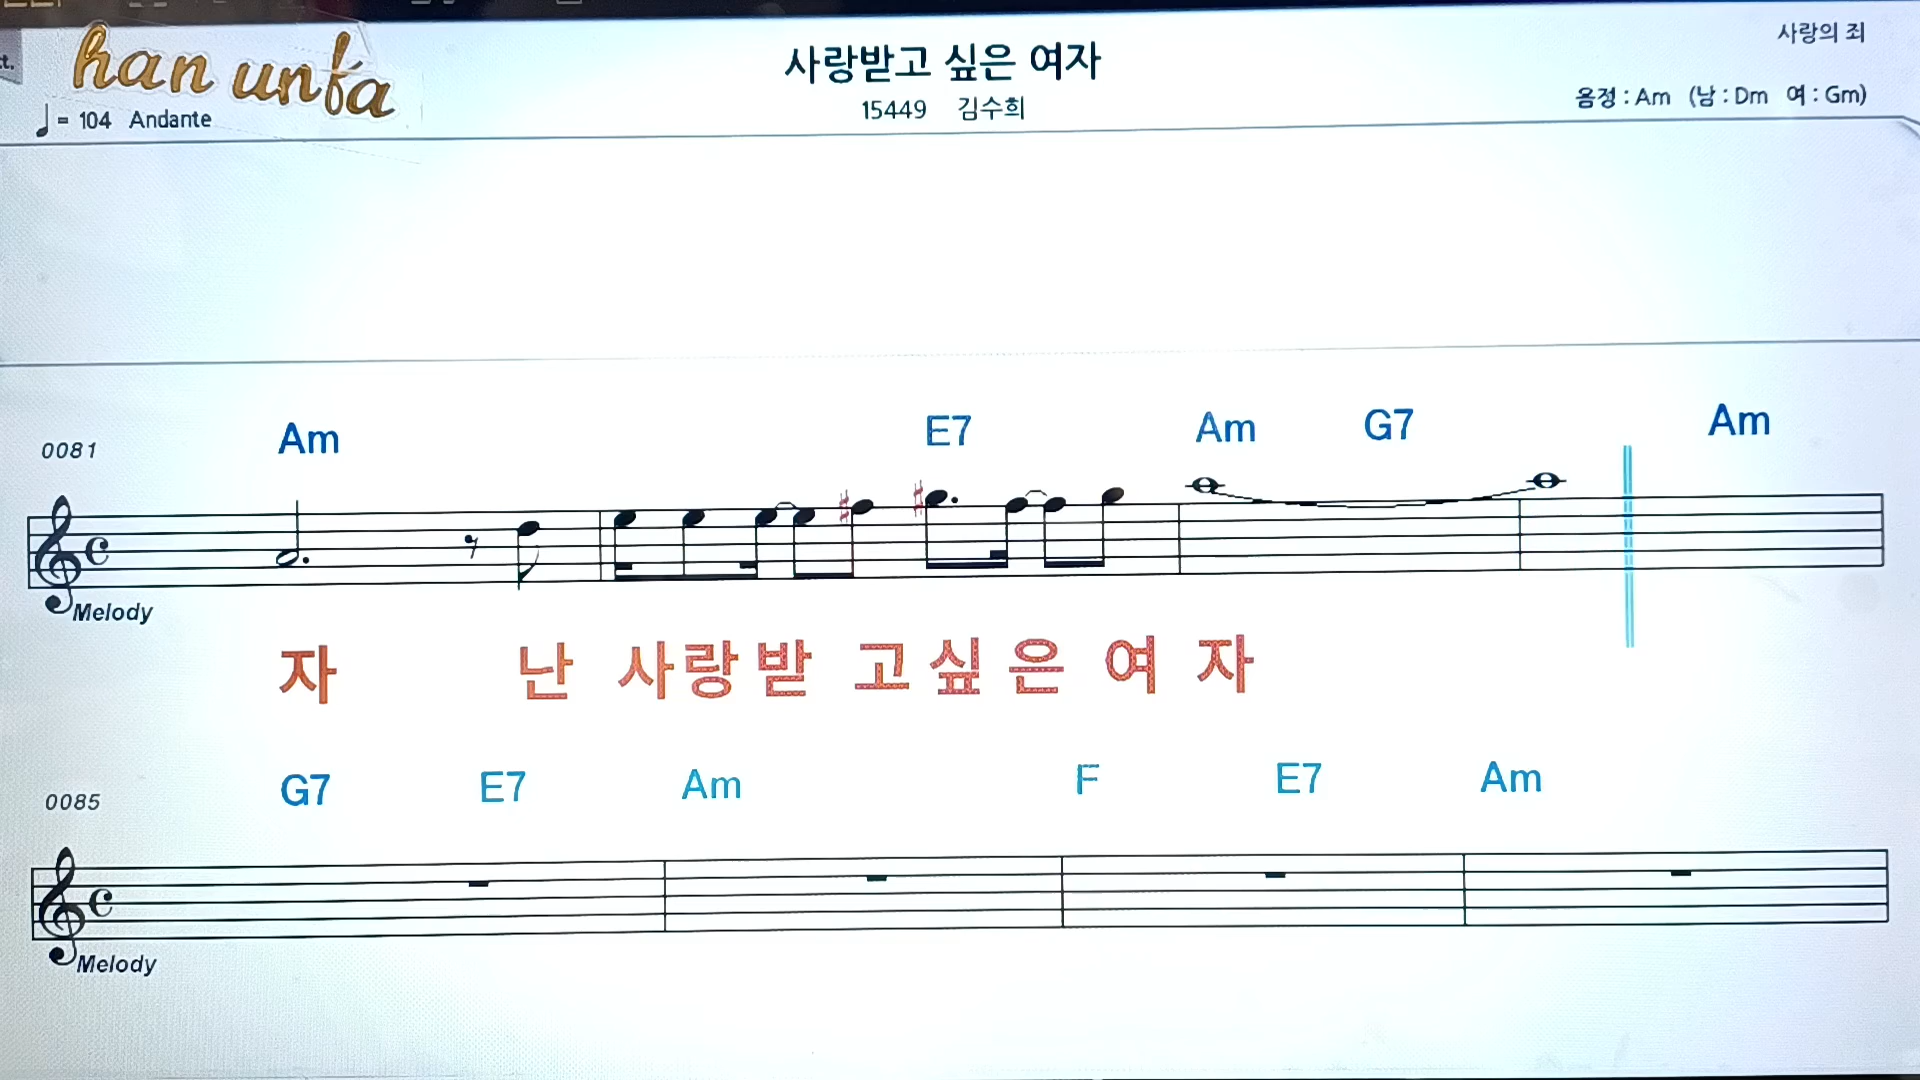 사랑의 죄
han unfa
사랑받고 싶은 여자
♩= 104 Andante
15449 김수희
음정 : Am (남 : Dm 여 : Gm)
0081 Am E7 Am G7 Am
Melody
자 난 사랑받 고싶은 여 자
0085 G7 E7 Am F E7 Am
Melody